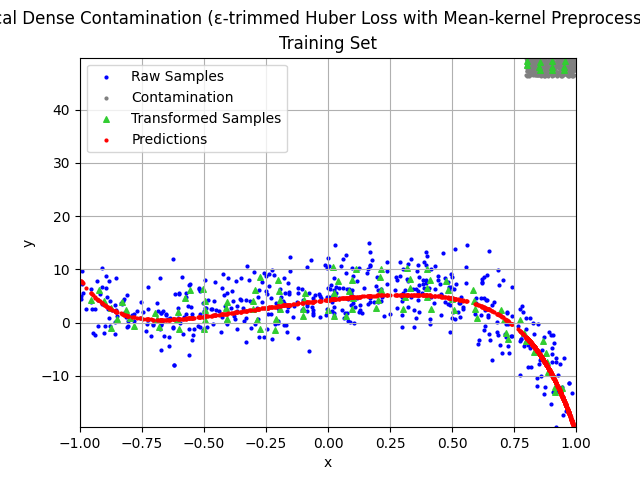 Dense Contamination (ε-trimmed Huber Loss with Mean-kernel
Training Set
Raw Samples
Contamination
Transformed Samples
Predictions
40
30
20
10
0
−10
y
−1.00 −0.75 −0.50 −0.25 0.00 0.25 0.50 0.75 1.00
x